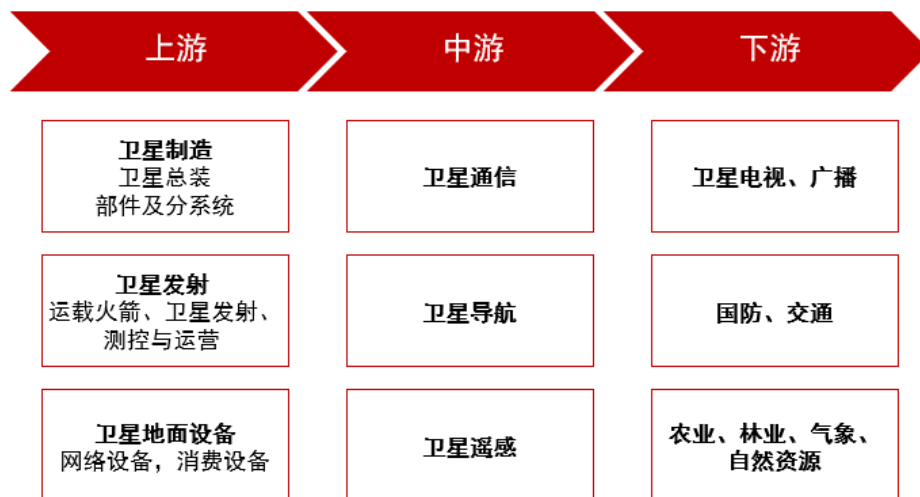 上游
中游
下游
卫星制造
卫星总装
部件及分系统
卫星通信
卫星电视、广播
卫星发射
运载火箭、卫星发射、
测控与运营
卫星导航
国防、交通
卫星地面设备
网络设备，消费设备
卫星遥感
农业、林业、气象、
自然资源